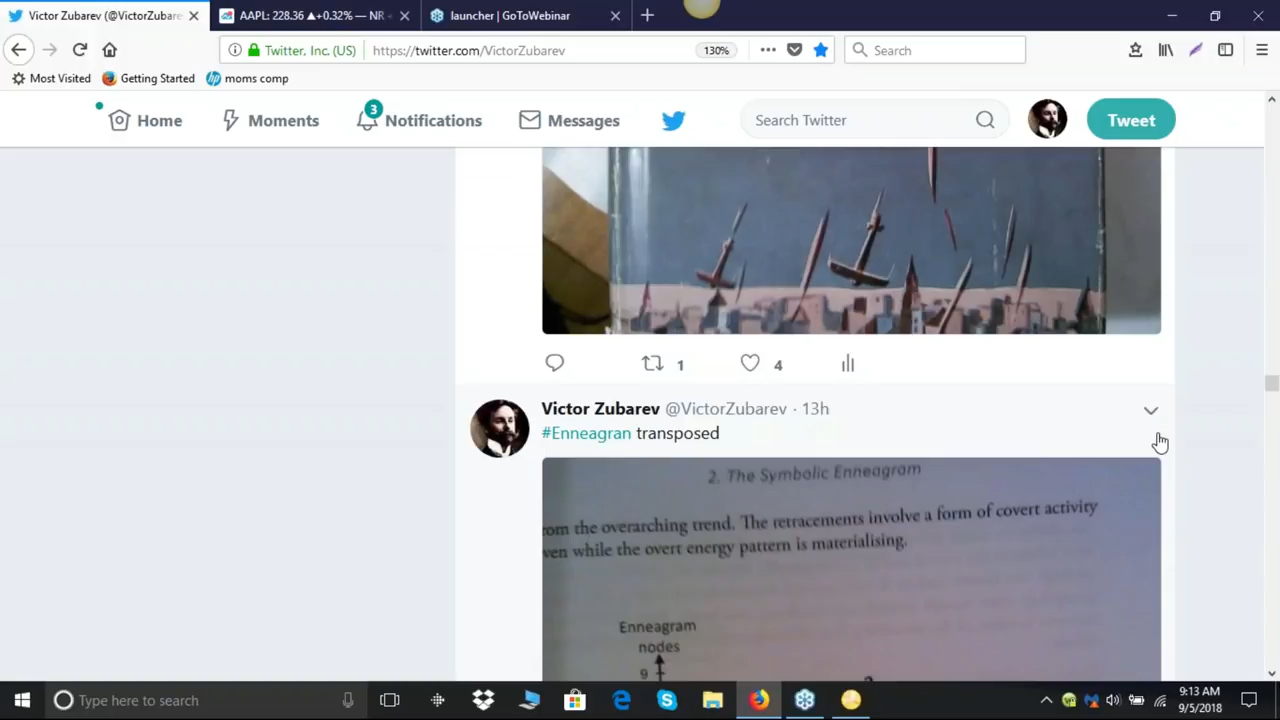 Victor Zubarev (@VictorZubare
AAPL: 228.36 ▲+0.32% — NR
launcher | GoToWebinar
Twitter, Inc. (US)
https://twitter.com/VictorZubarev
130%
Search
Most Visited
Getting Started
moms comp
Home
Moments
3
Notifications
Messages
Search Twitter
Tweet
1
4
Victor Zubarev @VictorZubarev · 13h
#Enneagran transposed
2. The Symbolic Enneagram
om the overarching trend. The retracements involve a form of covert activity
ven while the overt energy pattern is materialising.
Enneagram
nodes
9
Type here to search
9:13 AM
9/5/2018